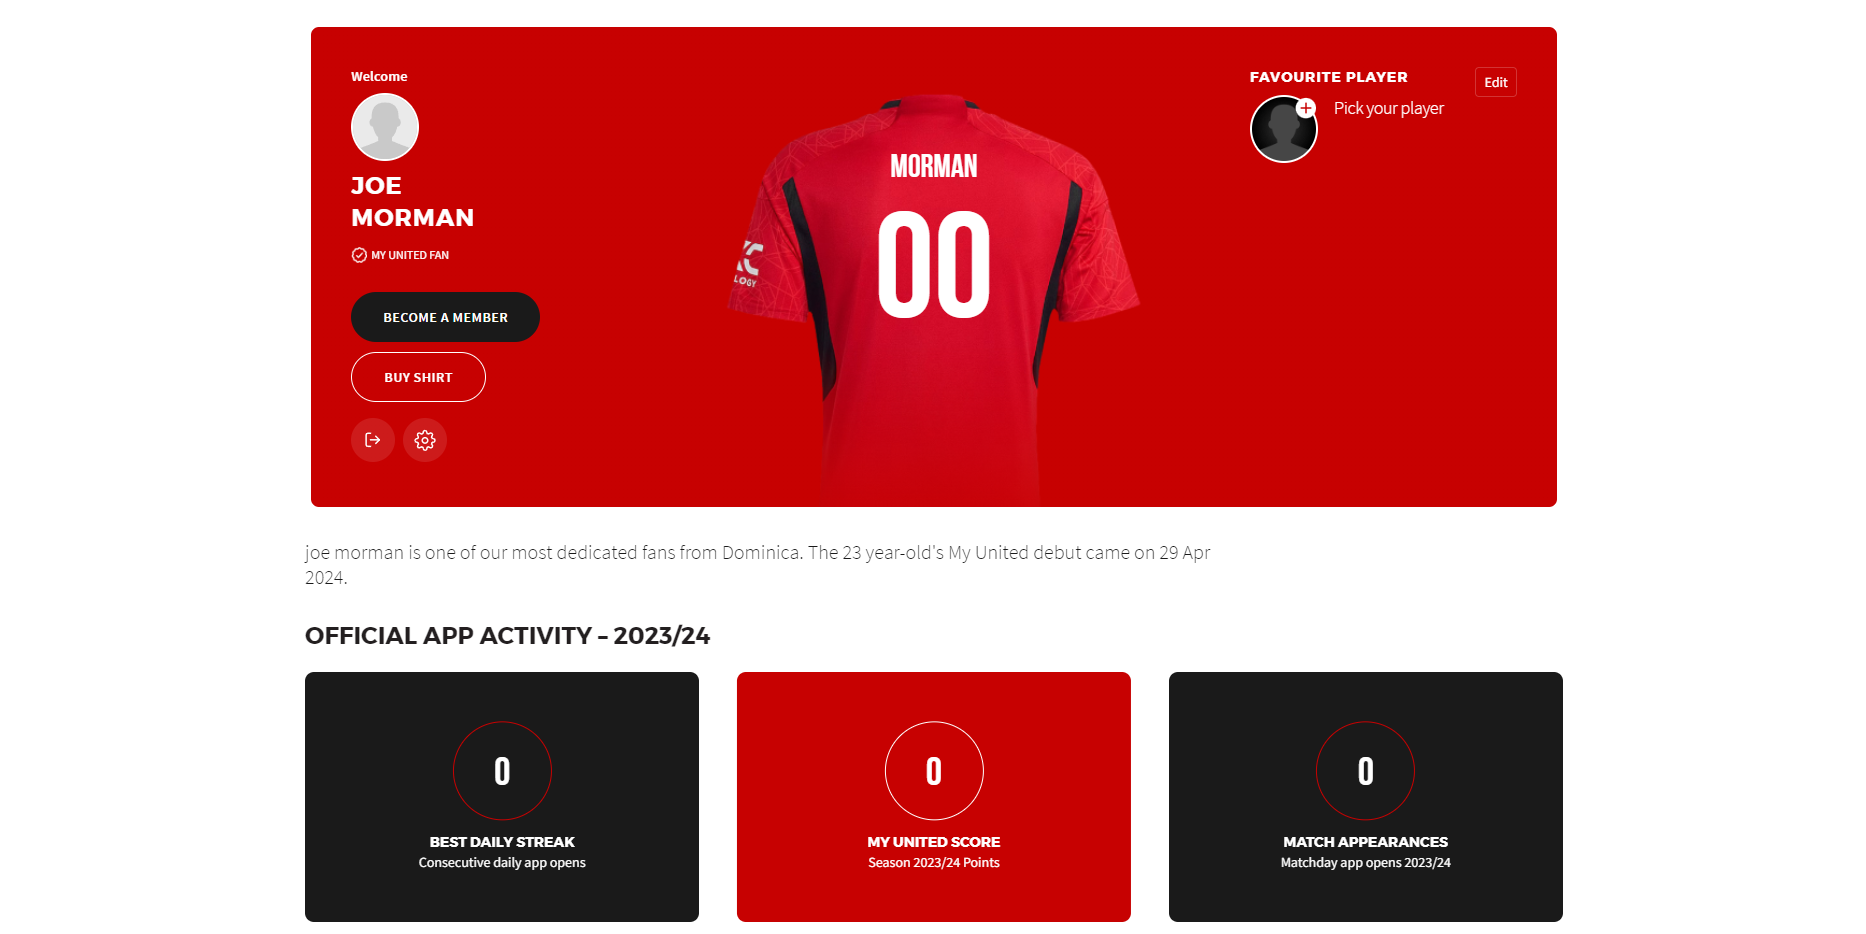 Welcome
JOE
MORMAN
MY UNITED FAN
BECOME A MEMBER
BUY SHIRT
MORMAN
00
LOGY
FAVOURITE PLAYER
Edit
Pick your player
joe morman is one of our most dedicated fans from Dominica. The 23 year-old's My United debut came on 29 Apr
2024.
OFFICIAL APP ACTIVITY – 2023/24
0
BEST DAILY STREAK
Consecutive daily app opens
0
MY UNITED SCORE
Season 2023/24 Points
0
MATCH APPEARANCES
Matchday app opens 2023/24